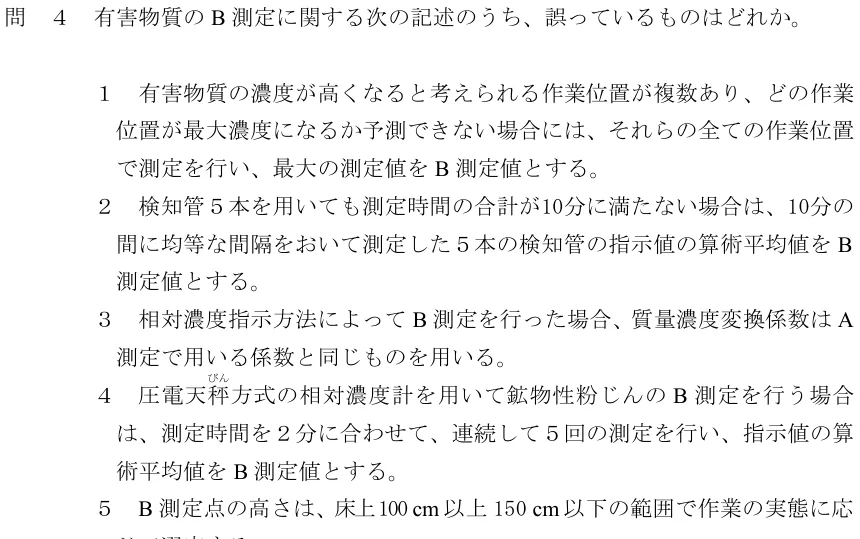 問　４　有害物質の B 測定に関する次の記述のうち、誤っているものはどれか。
１　有害物質の濃度が高くなると考えられる作業位置が複数あり、どの作業
位置が最大濃度になるか予測できない場合には、それらの全ての作業位置
で測定を行い、最大の測定値を B 測定値とする。
２　検知管５本を用いても測定時間の合計が10分に満たない場合は、10分の
間に均等な間隔をおいて測定した５本の検知管の指示値の算術平均値を B
測定値とする。
３　相対濃度指示方法によって B 測定を行った場合、質量濃度変換係数は A
測定で用いる係数と同じものを用いる。
びん
４　圧電天秤方式の相対濃度計を用いて鉱物性粉じんの B 測定を行う場合
は、測定時間を２分に合わせて、連続して５回の測定を行い、指示値の算
術平均値を B 測定値とする。
５　B 測定点の高さは、床上100 cm 以上 150 cm 以下の範囲で作業の実態に応